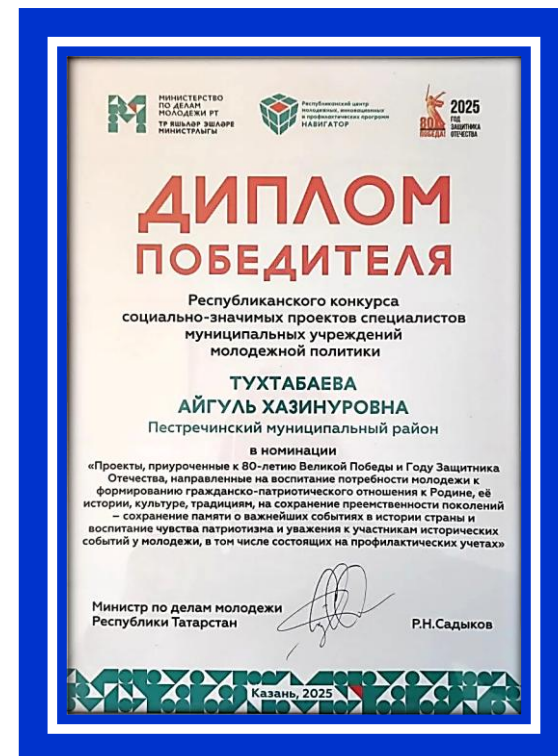 МИНИСТЕРСТВО
ПО ДЕЛАМ
МОЛОДЕЖИ РТ
ТР ЯШЬЛӘР ЭШЛӘРЕ
МИНИСТРЛЫГЫ
Республиканский центр
молодежных, инновационных
и профилактических программ
НАВИГАТОР
80
ПОБЕДА!
2025
ГОД
ЗАЩИТНИКА
ОТЕЧЕСТВА
ДИПЛОМ
ПОБЕДИТЕЛЯ
Республиканского конкурса
социально-значимых проектов специалистов
муниципальных учреждений
молодежной политики
ТУХТАБАЕВА
АЙГУЛЬ ХАЗИНУРОВНА
Пестречинский муниципальный район
в номинации
«Проекты, приуроченные к 80-летию Великой Победы и Году Защитника
Отечества, направленные на воспитание потребности молодежи к
формированию гражданско-патриотического отношения к Родине, её
истории, культуре, традициям, на сохранение преемственности поколений
– сохранение памяти о важнейших событиях в истории страны и
воспитание чувства патриотизма и уважения к участникам исторических
событий у молодежи, в том числе состоящих на профилактических учетах»
Министр по делам молодежи
Республики Татарстан
Р.Н.Садыков
Казань, 2025